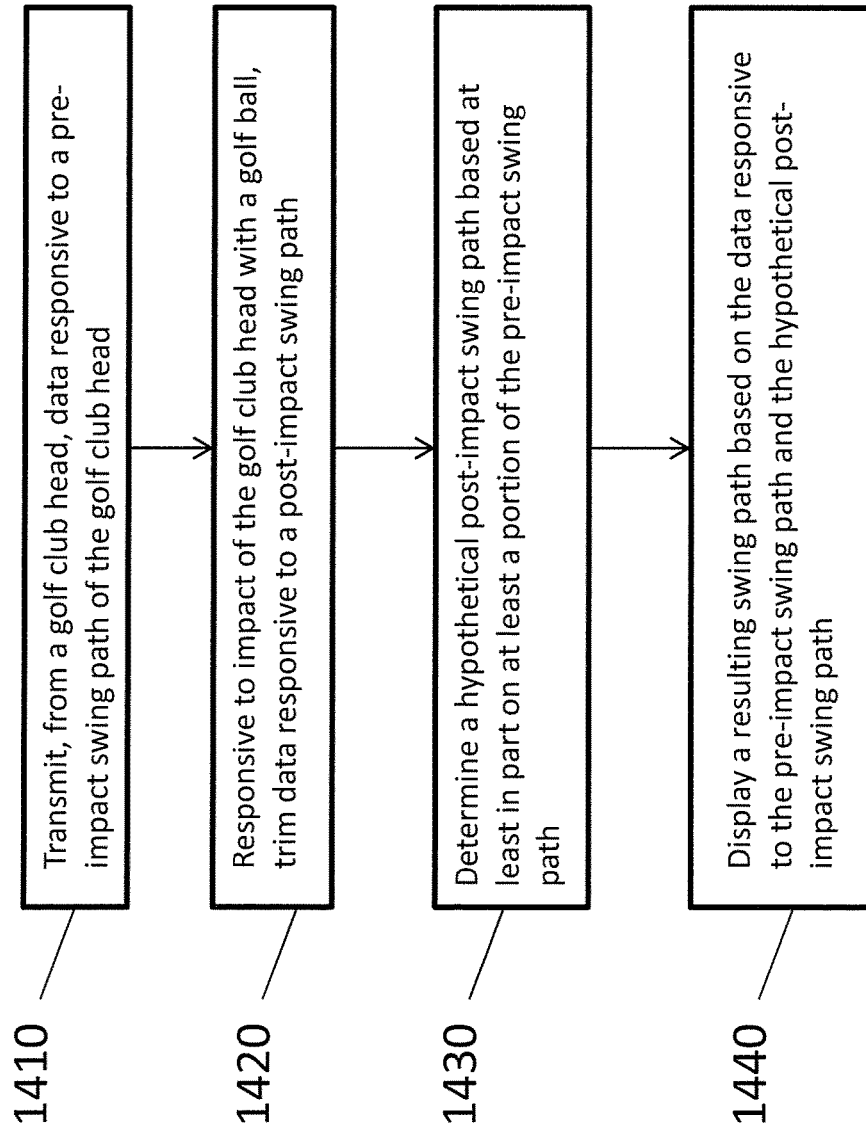 1410
Transmit, from a golf club head, data responsive to a pre-
impact swing path of the golf club head
1420
Responsive to impact of the golf club head with a golf ball,
trim data responsive to a post-impact swing path
1430
Determine a hypothetical post-impact swing path based at
least in part on at least a portion of the pre-impact swing
path
1440
Display a resulting swing path based on the data responsive
to the pre-impact swing path and the hypothetical post-
impact swing path